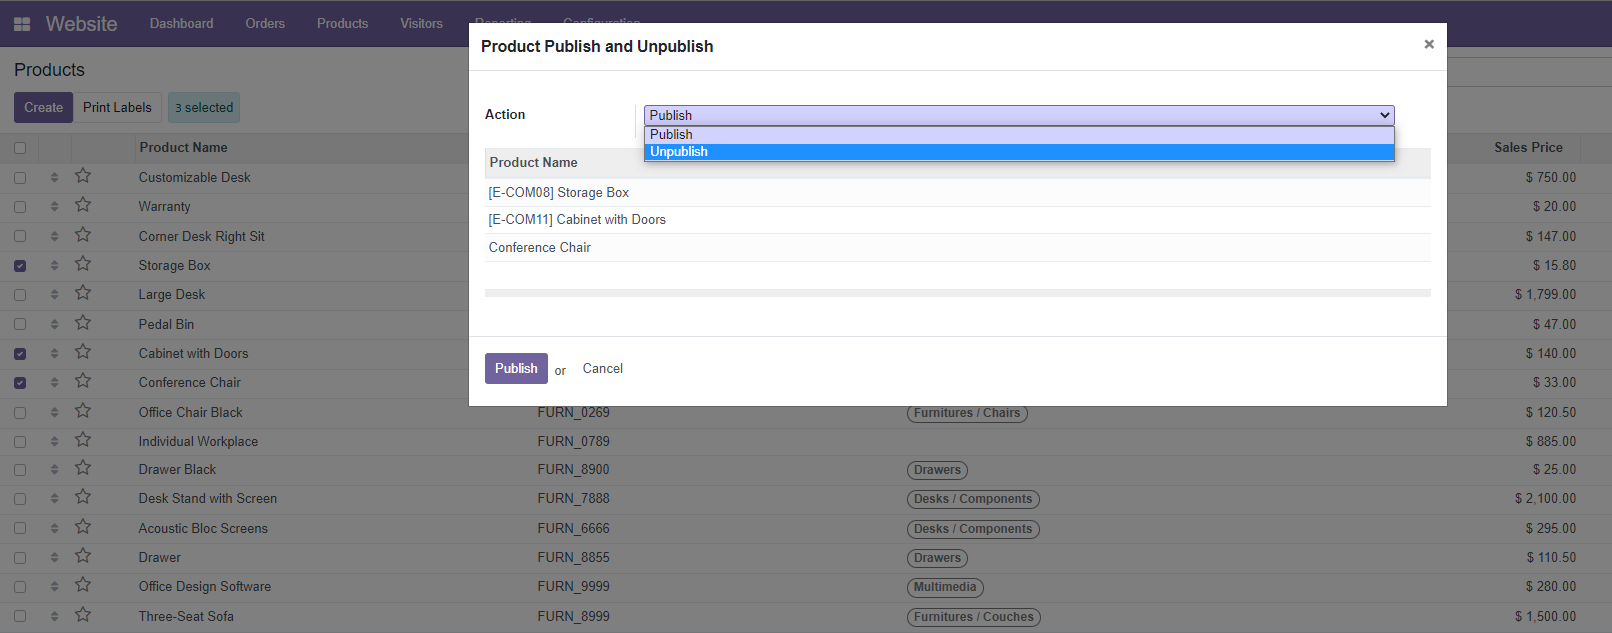 Website Dashboard Orders Products Visitors Reporting Configuration
Product Publish and Unpublish ×
Products
Create Print Labels 3 selected
Action Publish
Publish
Unpublish
Product Name Sales Price
Product Name
Customizable Desk $ 750.00
[E-COM08] Storage Box
Warranty $ 20.00
[E-COM11] Cabinet with Doors
Corner Desk Right Sit $ 147.00
Conference Chair
Storage Box $ 15.80
Large Desk $ 1,799.00
Pedal Bin $ 47.00
Cabinet with Doors $ 140.00
Publish or Cancel
Conference Chair $ 33.00
Office Chair Black FURN_0269 Furnitures / Chairs $ 120.50
Individual Workplace FURN_0789 $ 885.00
Drawer Black FURN_8900 Drawers $ 25.00
Desk Stand with Screen FURN_7888 Desks / Components $ 2,100.00
Acoustic Bloc Screens FURN_6666 Desks / Components $ 295.00
Drawer FURN_8855 Drawers $ 110.50
Office Design Software FURN_9999 Multimedia $ 280.00
Three-Seat Sofa FURN_8999 Furnitures / Couches $ 1,500.00